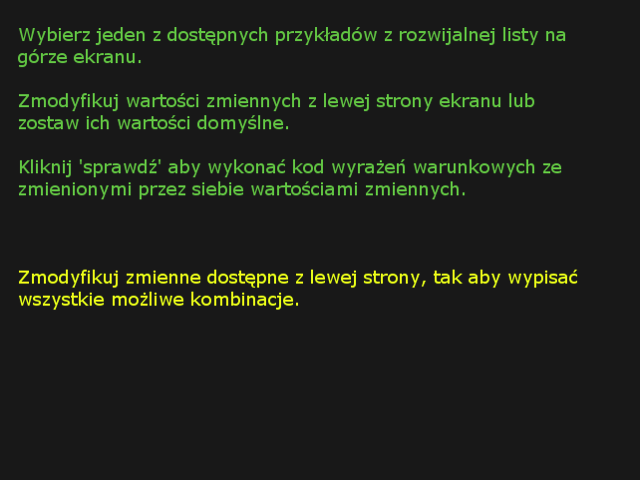 Wybierz jeden z dostępnych przykładów z rozwijalnej listy na
górze ekranu.
Zmodyfikuj wartości zmiennych z lewej strony ekranu lub
zostaw ich wartości domyślne.
Kliknij 'sprawdź' aby wykonać kod wyrażeń warunkowych ze
zmienionymi przez siebie wartościami zmiennych.
Zmodyfikuj zmienne dostępne z lewej strony, tak aby wypisać
wszystkie możliwe kombinacje.